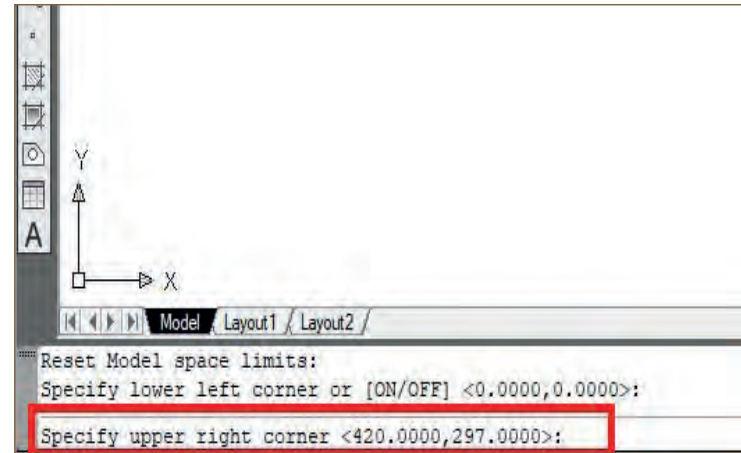 Y
A
X
Model Layout1 Layout2
Reset Model space limits:
Specify lower left corner or [ON/OFF] <0.0000,0.0000>:
Specify upper right corner <420.0000,297.0000>: